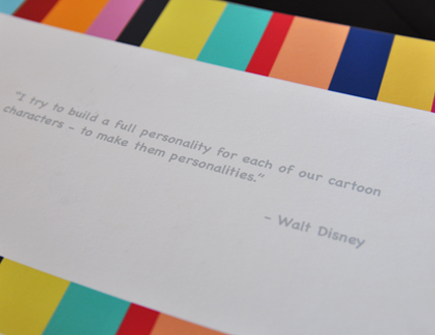 "I try to build a full personality for each of our cartoon
characters - to make them personalities."
- Walt Disney